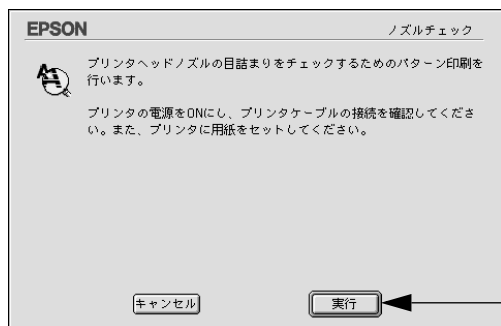 EPSON ノズルチェック
プリンタヘッドノズルの目詰まりをチェックするためのパターン印刷を
行います。
プリンタの電源をONにし、プリンタケーブルの接続を確認してくださ
い。また、プリンタに用紙をセットしてください。
キャンセル 実行